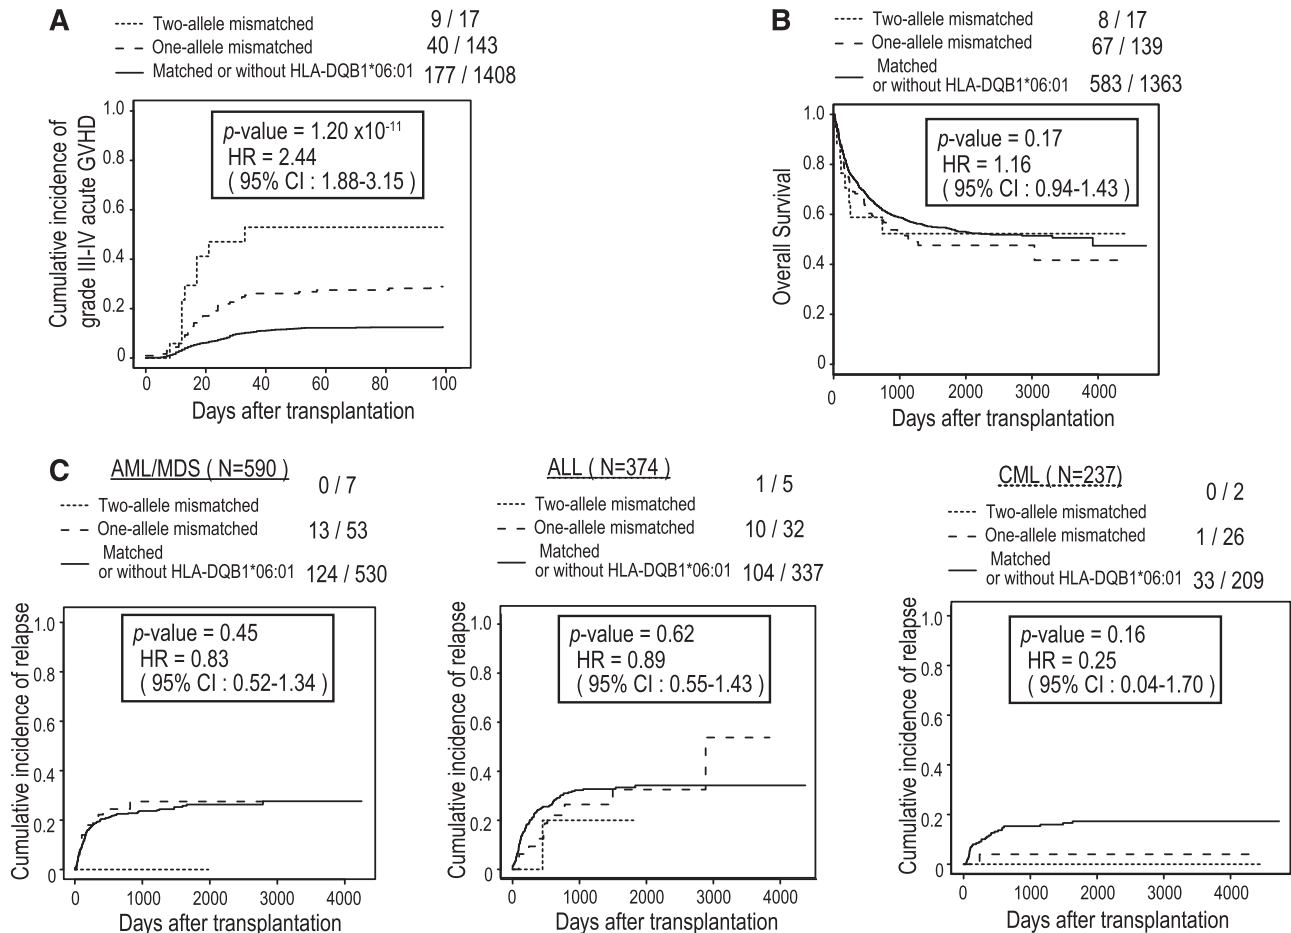 A
Two-allele mismatched 9 / 17
One-allele mismatched 40 / 143
Matched or without HLA-DQB1*06:01 177 / 1408
p-value = 1.20 x10-11
HR = 2.44
( 95% CI : 1.88-3.15 )
Cumulative incidence of
grade III-IV acute GVHD
1.0
0.8
0.6
0.4
0.2
0
0 20 40 60 80 100
Days after transplantation
B
Two-allele mismatched 8 / 17
One-allele mismatched 67 / 139
Matched
or without HLA-DQB1*06:01 583 / 1363
p-value = 0.17
HR = 1.16
( 95% CI : 0.94-1.43 )
Overall Survival
1.0
0.8
0.6
0.4
0.2
0
0 1000 2000 3000 4000
Days after transplantation
C
AML/MDS ( N=590 )
0 / 7
Two-allele mismatched
One-allele mismatched 13 / 53
Matched
or without HLA-DQB1*06:01 124 / 530
p-value = 0.45
HR = 0.83
( 95% CI : 0.52-1.34 )
Cumulative incidence of relapse
1.0
0.8
0.6
0.4
0.2
0
0 1000 2000 3000 4000
Days after transplantation
ALL ( N=374 )
1 / 5
Two-allele mismatched
One-allele mismatched 10 / 32
Matched
or without HLA-DQB1*06:01 104 / 337
p-value = 0.62
HR = 0.89
( 95% CI : 0.55-1.43 )
Cumulative incidence of relapse
1.0
0.8
0.6
0.4
0.2
0
0 1000 2000 3000 4000
Days after transplantation
CML ( N=237)
0 / 2
Two-allele mismatched
One-allele mismatched 1 / 26
Matched
or without HLA-DQB1*06:01 33 / 209
p-value = 0.16
HR = 0.25
( 95% CI : 0.04-1.70 )
Cumulative incidence of relapse
1.0
0.8
0.6
0.4
0.2
0
0 1000 2000 3000 4000
Days after transplantation